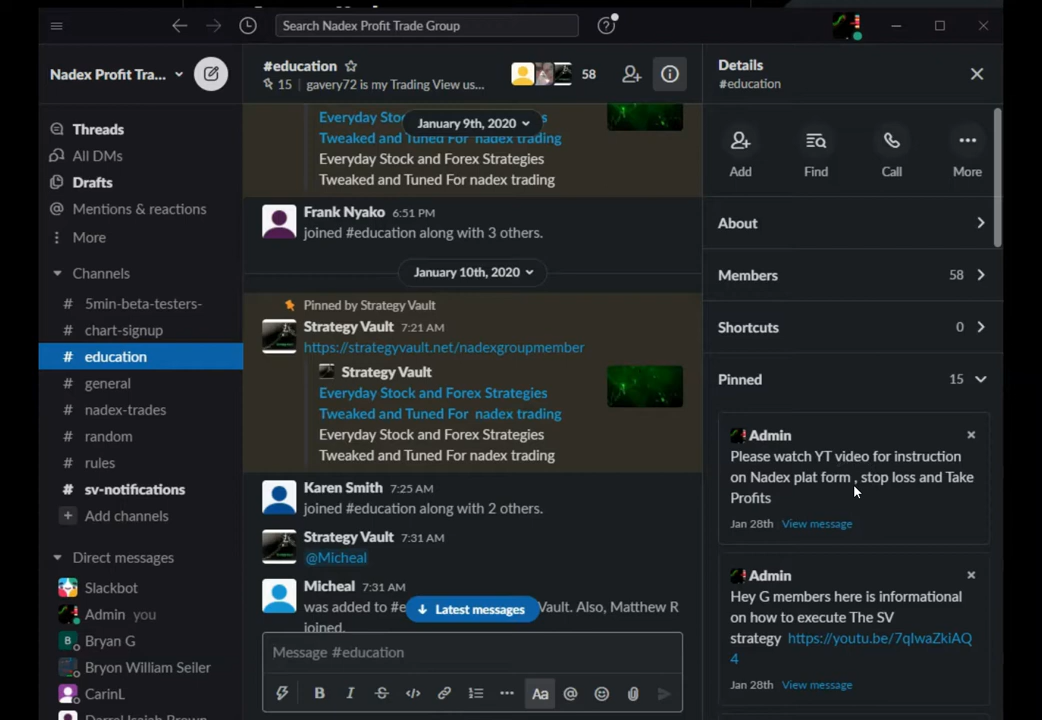 Search Nadex Profit Trade Group
Nadex Profit Tra...
Threads
All DMs
Drafts
Mentions & reactions
More
Channels
# 5min-beta-testers-
# chart-signup
# education
# general
# nadex-trades
# random
# rules
# sv-notifications
+ Add channels
Direct messages
Slackbot
Admin you
B Bryan G
Bryon William Seiler
CarinL
#education
15 gavery72 is my Trading View us...
58
January 9th, 2020
Everyday Sto
s
Tweaked and Tuned For nadex trading
Everyday Stock and Forex Strategies
Tweaked and Tuned For nadex trading
Frank Nyako 6:51 PM
joined #education along with 3 others.
January 10th, 2020
Pinned by Strategy Vault
Strategy Vault 7:21 AM
https://strategyvault.net/nadexgroupmember
Strategy Vault
Everyday Stock and Forex Strategies
Tweaked and Tuned For nadex trading
Everyday Stock and Forex Strategies
Tweaked and Tuned For nadex trading
Karen Smith 7:25 AM
joined #education along with 2 others.
Strategy Vault 7:31 AM
@Micheal
Micheal 7:31 AM
was added to #e
Vault. Also, Matthew R
Latest messages
joined.
Message #education
B I S </> Aa @
Details
#education
Add Find Call More
About
Members 58
Shortcuts 0
Pinned 15
Admin
Please watch YT video for instruction
on Nadex plat form , stop loss and Take
Profits
Jan 28th View message
Admin
Hey G members here is informational
on how to execute The SV
strategy https://youtu.be/7qIwaZkiAQ
4
Jan 28th View message